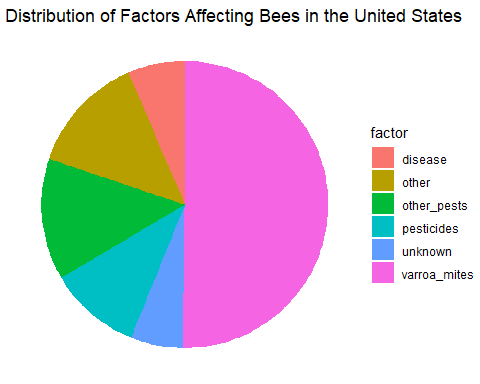 Distribution of Factors Affecting Bees in the United States
factor
disease
other
other_pests
pesticides
unknown
varroa_mites